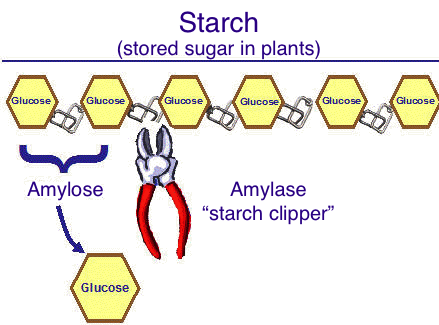 Starch
(stored sugar in plants)
Glucose Glucose Glucose Glucose Glucose Glucose
Amylose
Amylase
"starch clipper"
Glucose